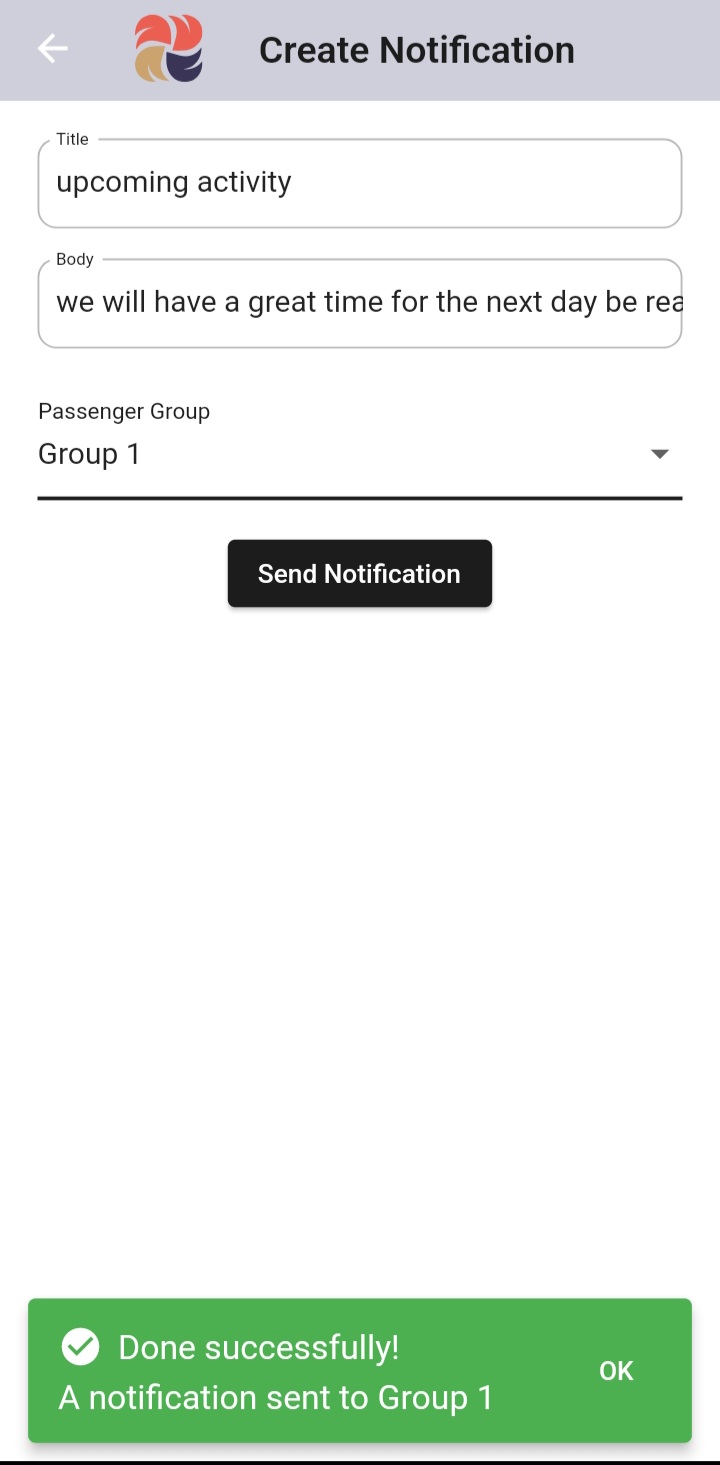 Create Notification
Title
upcoming activity
Body
we will have a great time for the next day be rea
Passenger Group
Group 1
Send Notification
Done successfully!
A notification sent to Group 1
OK